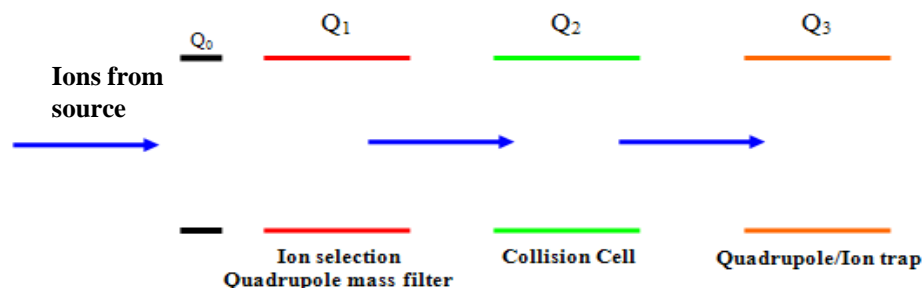 Q₀
Q₁
Q₂
Q₃
Ions from
source
Ion selection
Quadrupole mass filter
Collision Cell
Quadrupole/Ion trap